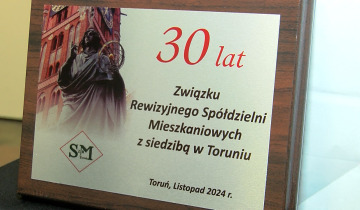 30 lat
Związku
Rewizyjnego Spółdzielni
Mieszkaniowych
z siedzibą w Toruniu
SM
Toruń, Listopad 2024 r.